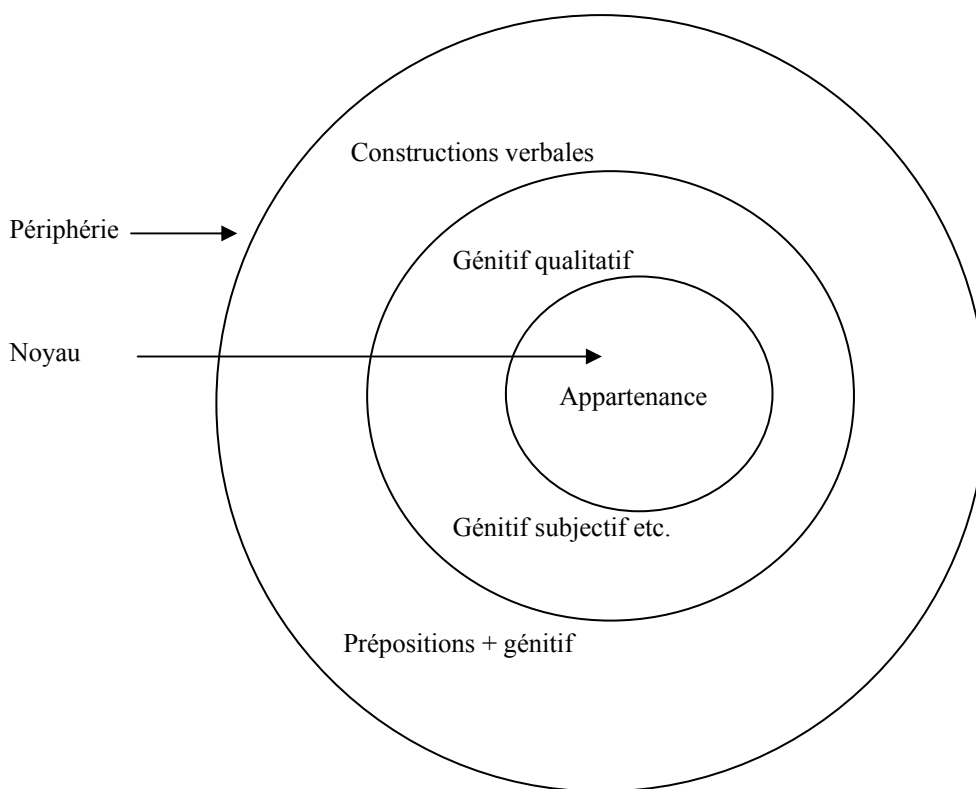 Constructions verbales
Périphérie
Génitif qualitatif
Noyau
Appartenance
Génitif subjectif etc.
Prépositions + génitif